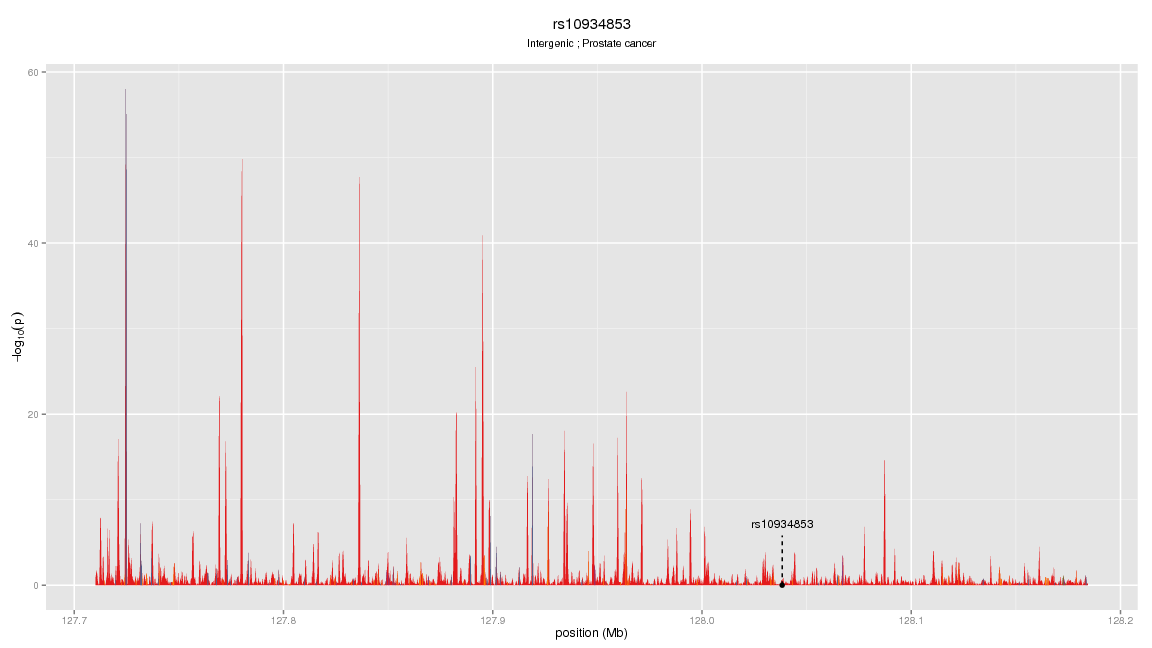 rs10934853
Intergenic ; Prostate cancer
60
40
20
0
−log10(p)
rs10934853
127.7 127.8 127.9 128.0 128.1 128.2
position (Mb)